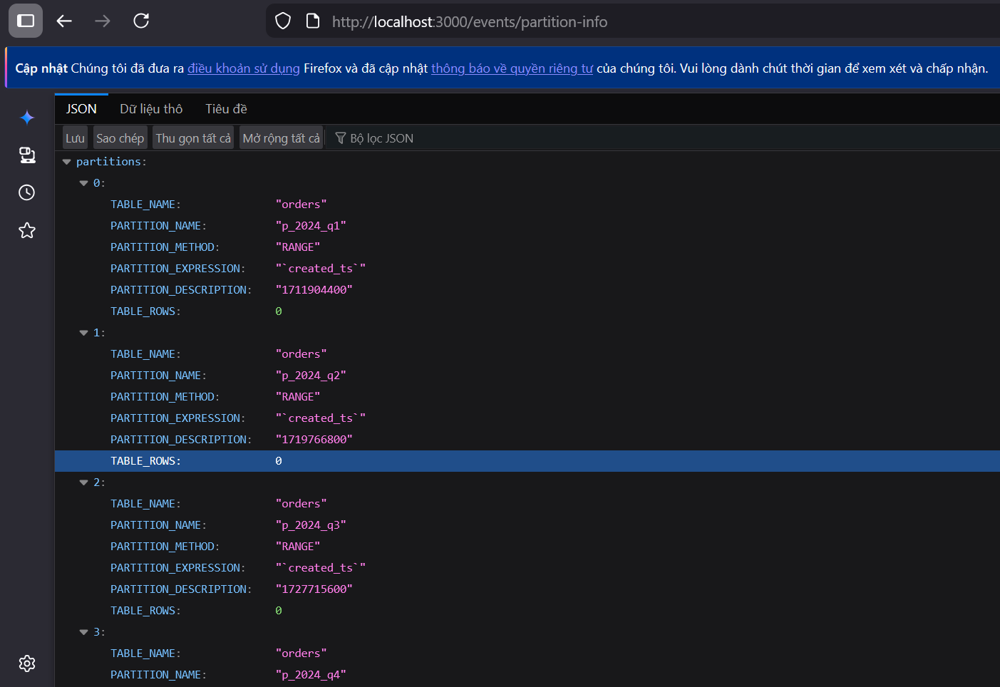 http://localhost:3000/events/partition-info
Cập nhật Chúng tôi đã đưa ra điều khoản sử dụng Firefox và đã cập nhật thông báo về quyền riêng tư của chúng tôi. Vui lòng dành chút thời gian để xem xét và chấp nhận.
JSON Dữ liệu thô Tiêu đề
Lưu Sao chép Thu gọn tất cả Mở rộng tất cả Bộ lọc JSON
partitions:
0:
TABLE_NAME: "orders"
PARTITION_NAME: "p_2024_q1"
PARTITION_METHOD: "RANGE"
PARTITION_EXPRESSION: "`created_ts`"
PARTITION_DESCRIPTION: "1711904400"
TABLE_ROWS: 0
1:
TABLE_NAME: "orders"
PARTITION_NAME: "p_2024_q2"
PARTITION_METHOD: "RANGE"
PARTITION_EXPRESSION: "`created_ts`"
PARTITION_DESCRIPTION: "1719766800"
TABLE_ROWS: 0
2:
TABLE_NAME: "orders"
PARTITION_NAME: "p_2024_q3"
PARTITION_METHOD: "RANGE"
PARTITION_EXPRESSION: "`created_ts`"
PARTITION_DESCRIPTION: "1727715600"
TABLE_ROWS: 0
3:
TABLE_NAME: "orders"
PARTITION_NAME: "p_2024_q4"